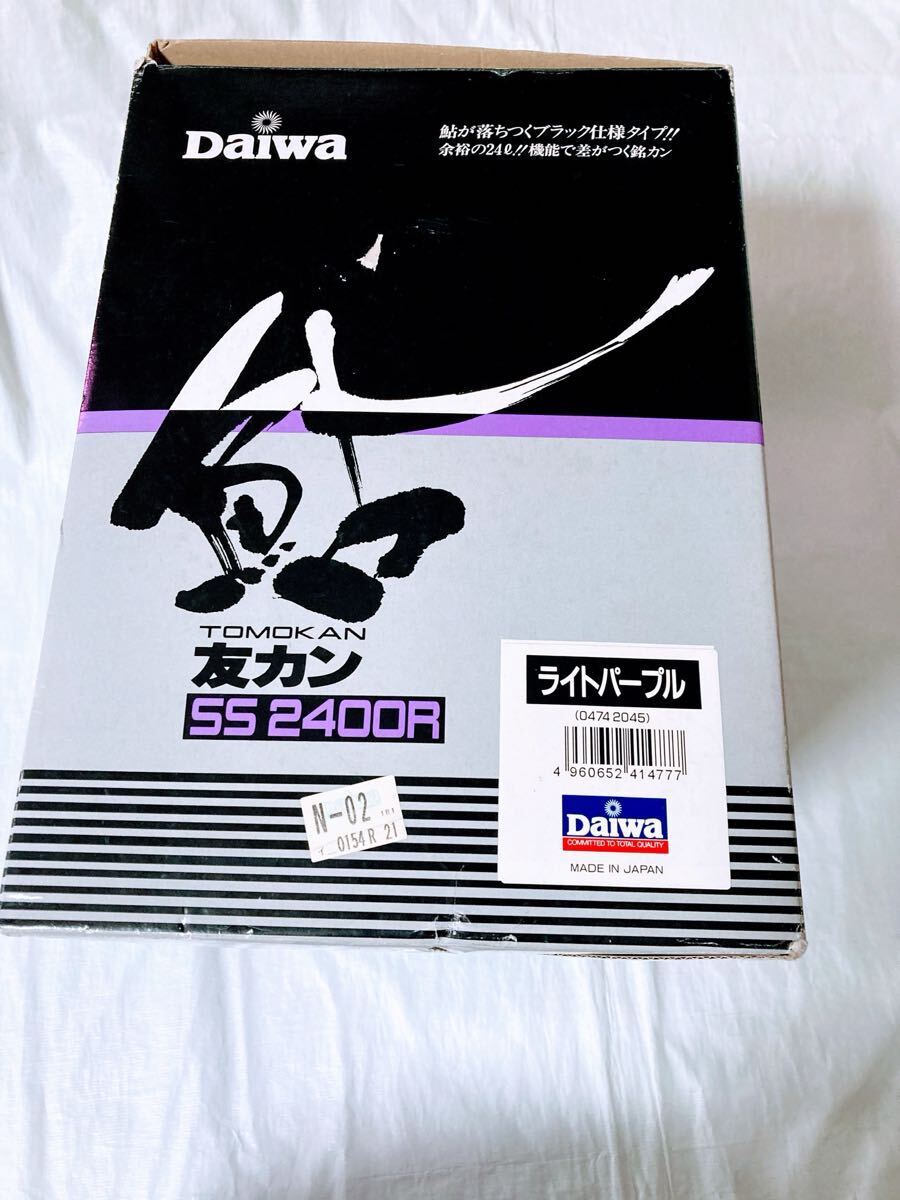 Daiwa
鮎が落ちつくブラック仕様タイプ!!
余裕の24ℓ!!機能で差がつく銘カン
鮎
TOMOKAN
友カン
SS 2400R
ライトパープル
(0474 2045)
4 960652 414777
Daiwa
COMMITTED TO TOTAL QUALITY
MADE IN JAPAN
N-02
0154R 21